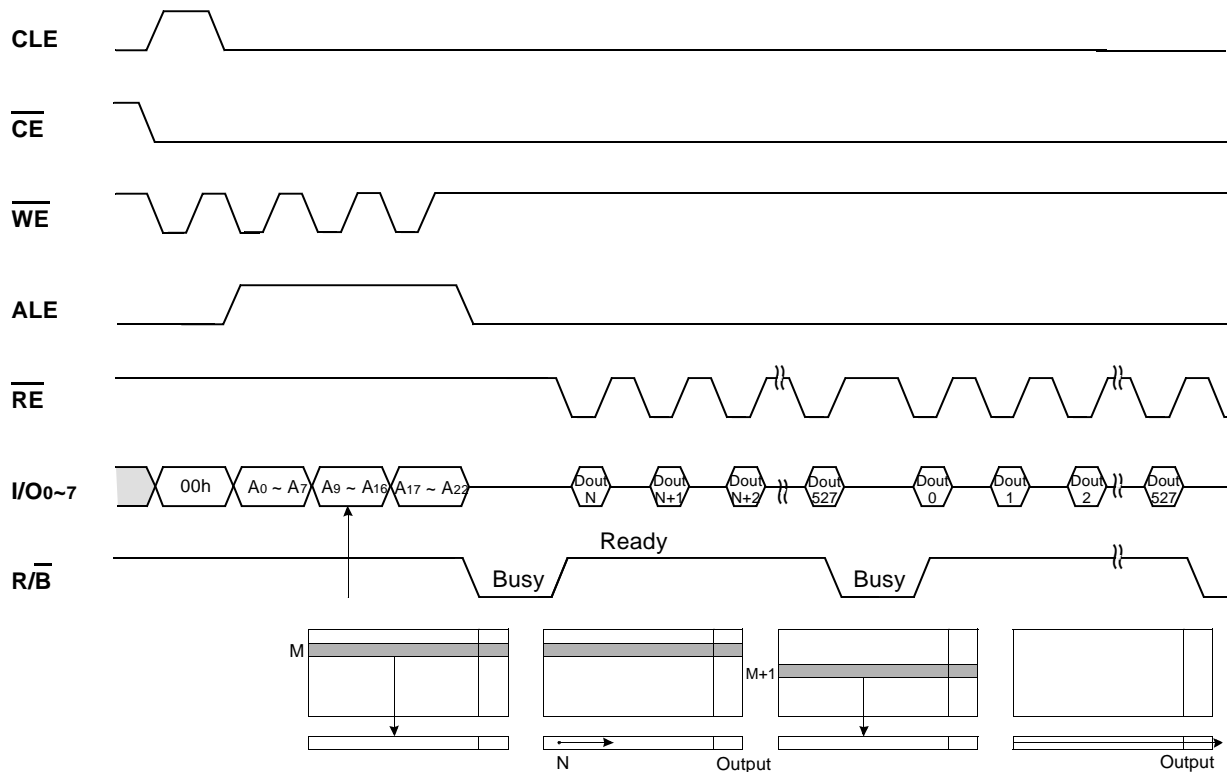 CLE
CE
WE
ALE
RE
I/O0~7 00h A0 ~ A7 A9 ~ A16 A17 ~ A22 Dout N Dout N+1 Dout N+2 Dout 527 Dout 0 Dout 1 Dout 2 Dout 527
Ready
R/B Busy Busy
M
M+1
N Output Output